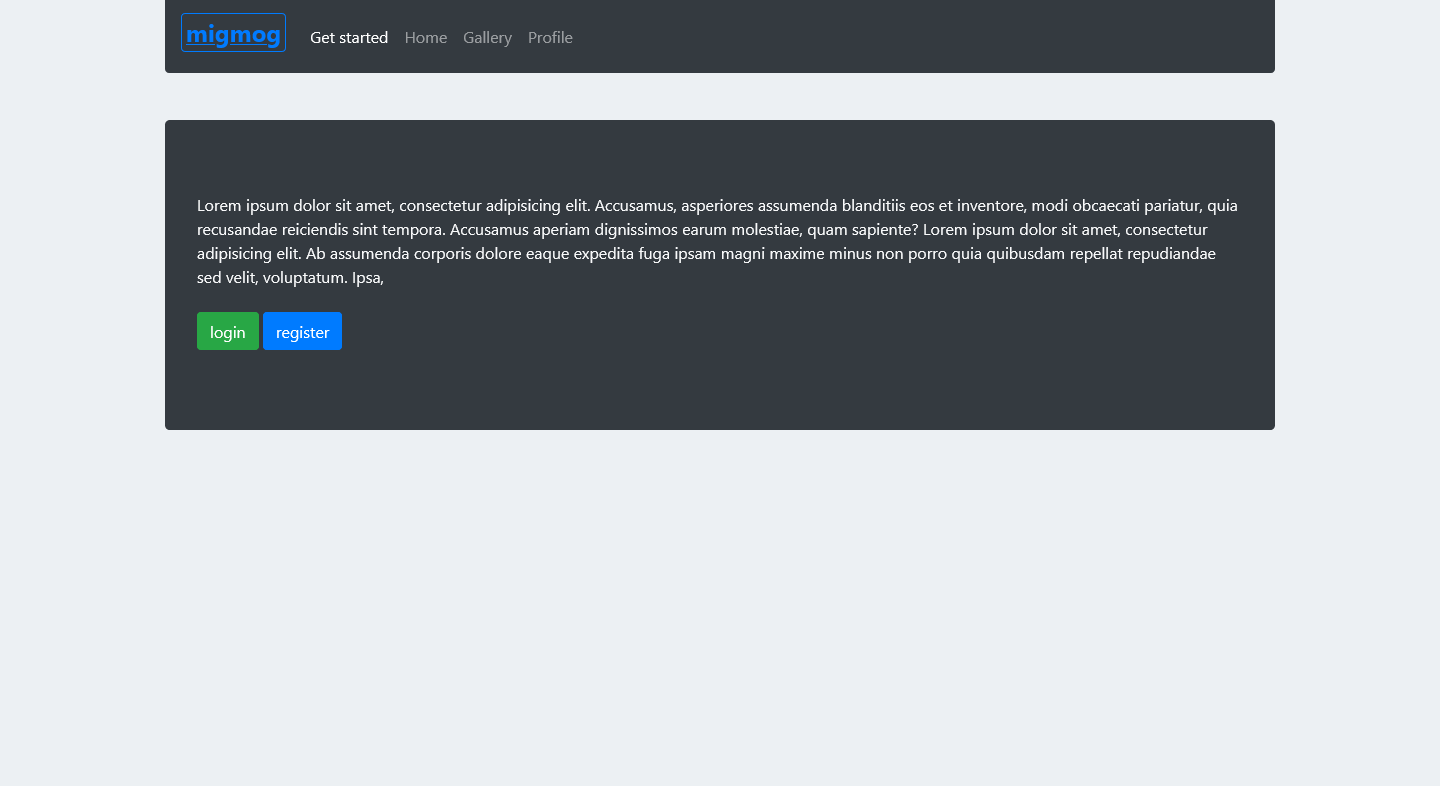 migmog
Get started Home Gallery Profile
Lorem ipsum dolor sit amet, consectetur adipisicing elit. Accusamus, asperiores assumenda blanditiis eos et inventore, modi obcaecati pariatur, quia
recusandae reiciendis sint tempora. Accusamus aperiam dignissimos earum molestiae, quam sapiente? Lorem ipsum dolor sit amet, consectetur
adipisicing elit. Ab assumenda corporis dolore eaque expedita fuga ipsam magni maxime minus non porro quia quibusdam repellat repudiandae
sed velit, voluptatum. Ipsa,
login register